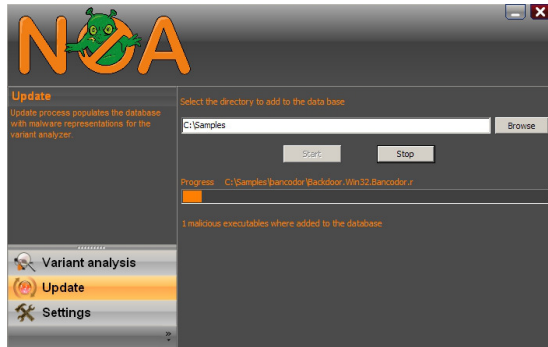 NOA
Update
Update process populates the database
with malware representations for the
variant analyzer.
Select the directory to add to the data base
C:\Samples
Browse
Start
Stop
Progress C:\Samples\bancodor\Backdoor.Win32.Bancodor.r
1 malicious executables where added to the database
Variant analysis
Update
Settings